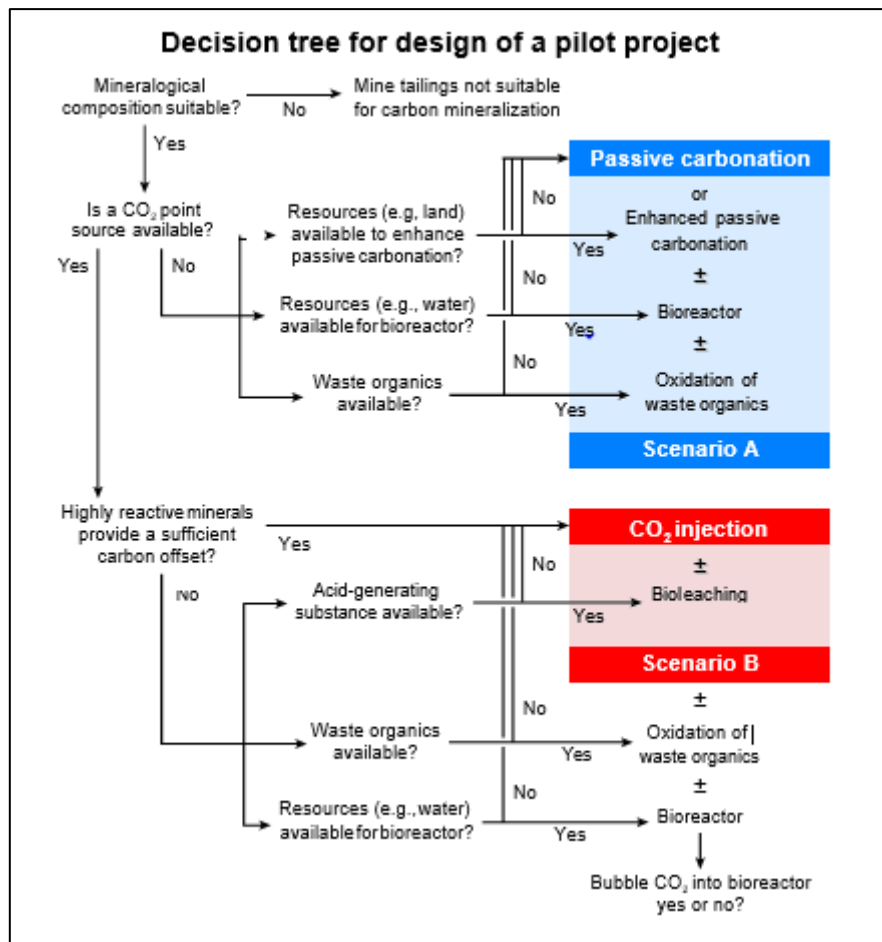 Decision tree for design of a pilot project
Mineralogical
composition suitable?
No
Mine tailings not suitable
for carbon mineralization
Yes
Passive carbonation
No
or
Is a CO₂ point
source available?
Resources (e.g, land)
available to enhance
passive carbonation?
Yes
Enhanced passive
carbonation
±
Yes
No
No
Resources (e.g., water)
available for bioreactor?
Yes
Bioreactor
±
No
Waste organics
available?
Yes
Oxidation of
waste organics
Scenario A
Highly reactive minerals
provide a sufficient
carbon offset?
Yes
CO₂ injection
No
±
No
Acid-generating
substance available?
Yes
Bioleaching
Scenario B
±
No
Waste organics
available?
Yes
Oxidation of
waste organics
±
No
Resources (e.g., water)
available for bioreactor?
Yes
Bioreactor
Bubble CO₂ into bioreactor
yes or no?